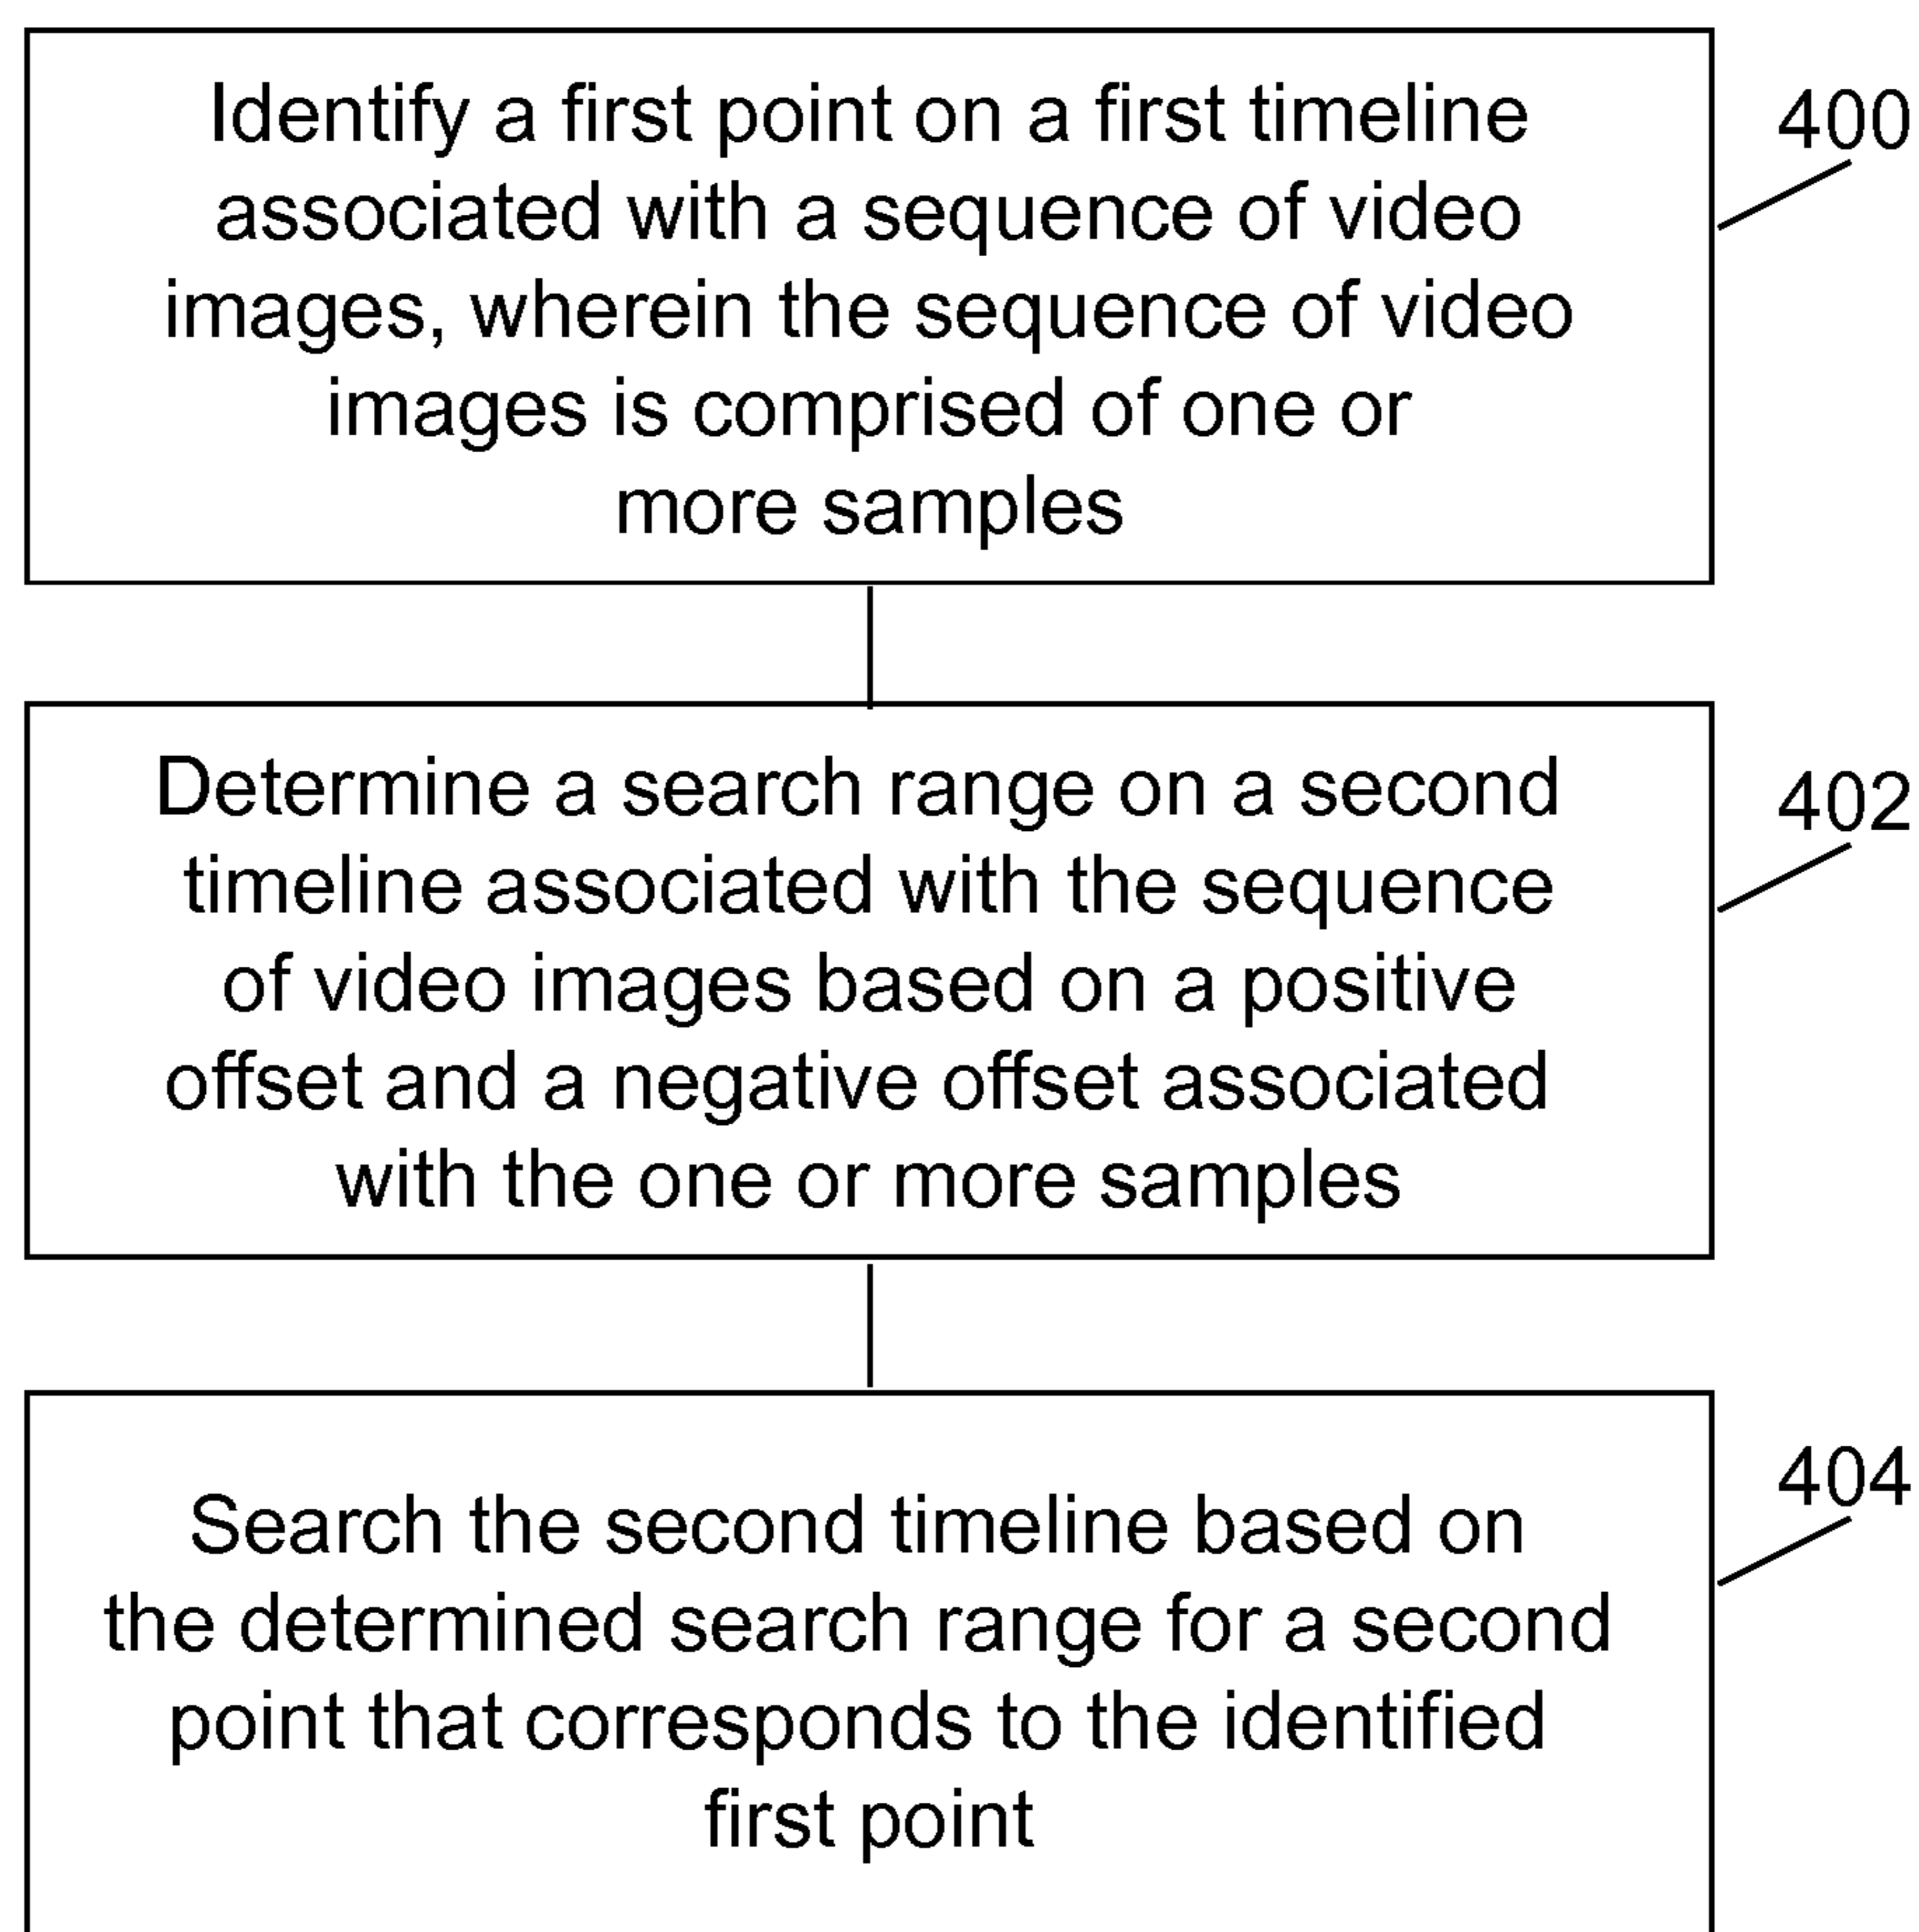 Identify a first point on a first timeline
associated with a sequence of video
images, wherein the sequence of video
images is comprised of one or
more samples
400
Determine a search range on a second
timeline associated with the sequence
of video images based on a positive
offset and a negative offset associated
with the one or more samples
402
Search the second timeline based on
the determined search range for a second
point that corresponds to the identified
first point
404